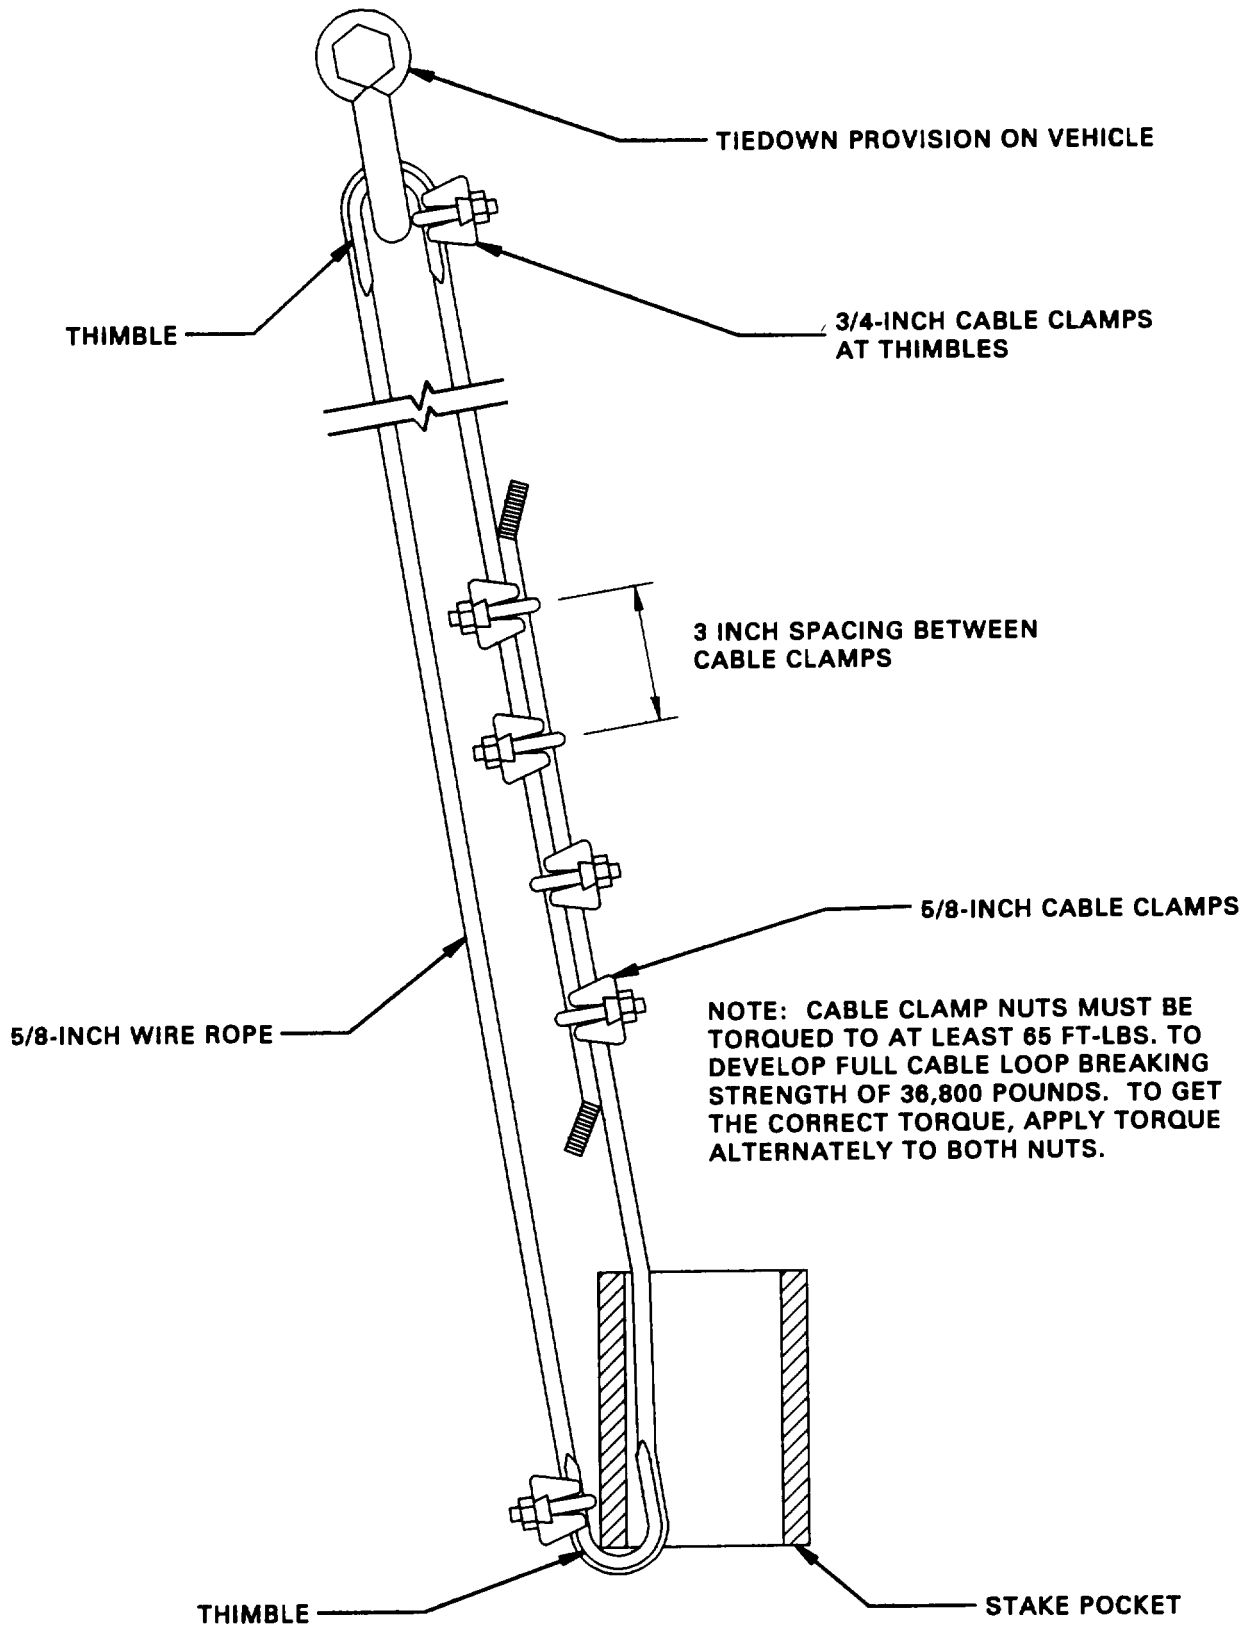 TIEDOWN PROVISION ON VEHICLE
THIMBLE
3/4-INCH CABLE CLAMPS
AT THIMBLES
3 INCH SPACING BETWEEN
CABLE CLAMPS
5/8-INCH CABLE CLAMPS
5/8-INCH WIRE ROPE
NOTE: CABLE CLAMP NUTS MUST BE
TORQUED TO AT LEAST 65 FT-LBS. TO
DEVELOP FULL CABLE LOOP BREAKING
STRENGTH OF 36,800 POUNDS. TO GET
THE CORRECT TORQUE, APPLY TORQUE
ALTERNATELY TO BOTH NUTS.
THIMBLE
STAKE POCKET